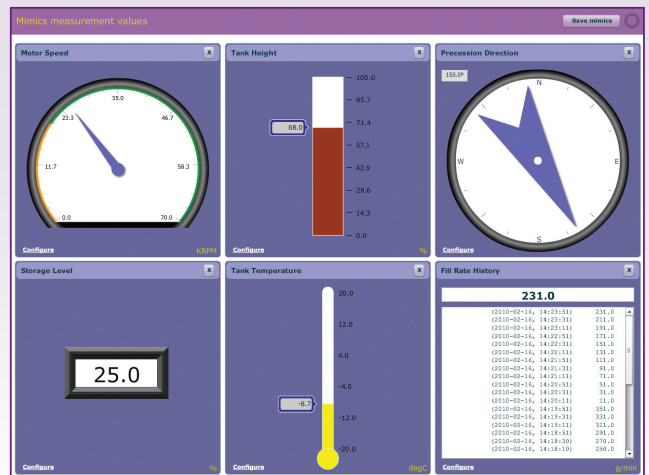 Mimics measurement values
Save mimics
Motor Speed
X
35.0
23.3
46.7
11.7
58.3
0.0
70.0
Configure
KRPM
Tank Height
X
100.0
85.7
71.4
68.0
57.1
42.9
28.6
14.3
0.0
Configure
%
Precession Direction
X
150.0º
N
W
E
S
Configure
Storage Level
X
25.0
Configure
%
Tank Temperature
X
20.0
12.0
4.0
-4.0
-8.7
-12.0
-20.0
Configure
degC
Fill Rate History
X
231.0
(2010-02-16, 14:23:51) 231.0
(2010-02-16, 14:23:31) 211.0
(2010-02-16, 14:23:11) 191.0
(2010-02-16, 14:22:51) 171.0
(2010-02-16, 14:22:31) 151.0
(2010-02-16, 14:22:11) 131.0
(2010-02-16, 14:21:51) 111.0
(2010-02-16, 14:21:31) 91.0
(2010-02-16, 14:21:11) 71.0
(2010-02-16, 14:20:51) 51.0
(2010-02-16, 14:20:31) 31.0
(2010-02-16, 14:20:11) 11.0
(2010-02-16, 14:19:51) 351.0
(2010-02-16, 14:19:31) 331.0
(2010-02-16, 14:19:11) 311.0
(2010-02-16, 14:18:51) 291.0
(2010-02-16, 14:18:30) 270.0
(2010-02-16, 14:18:10) 250.0
Configure
g/min